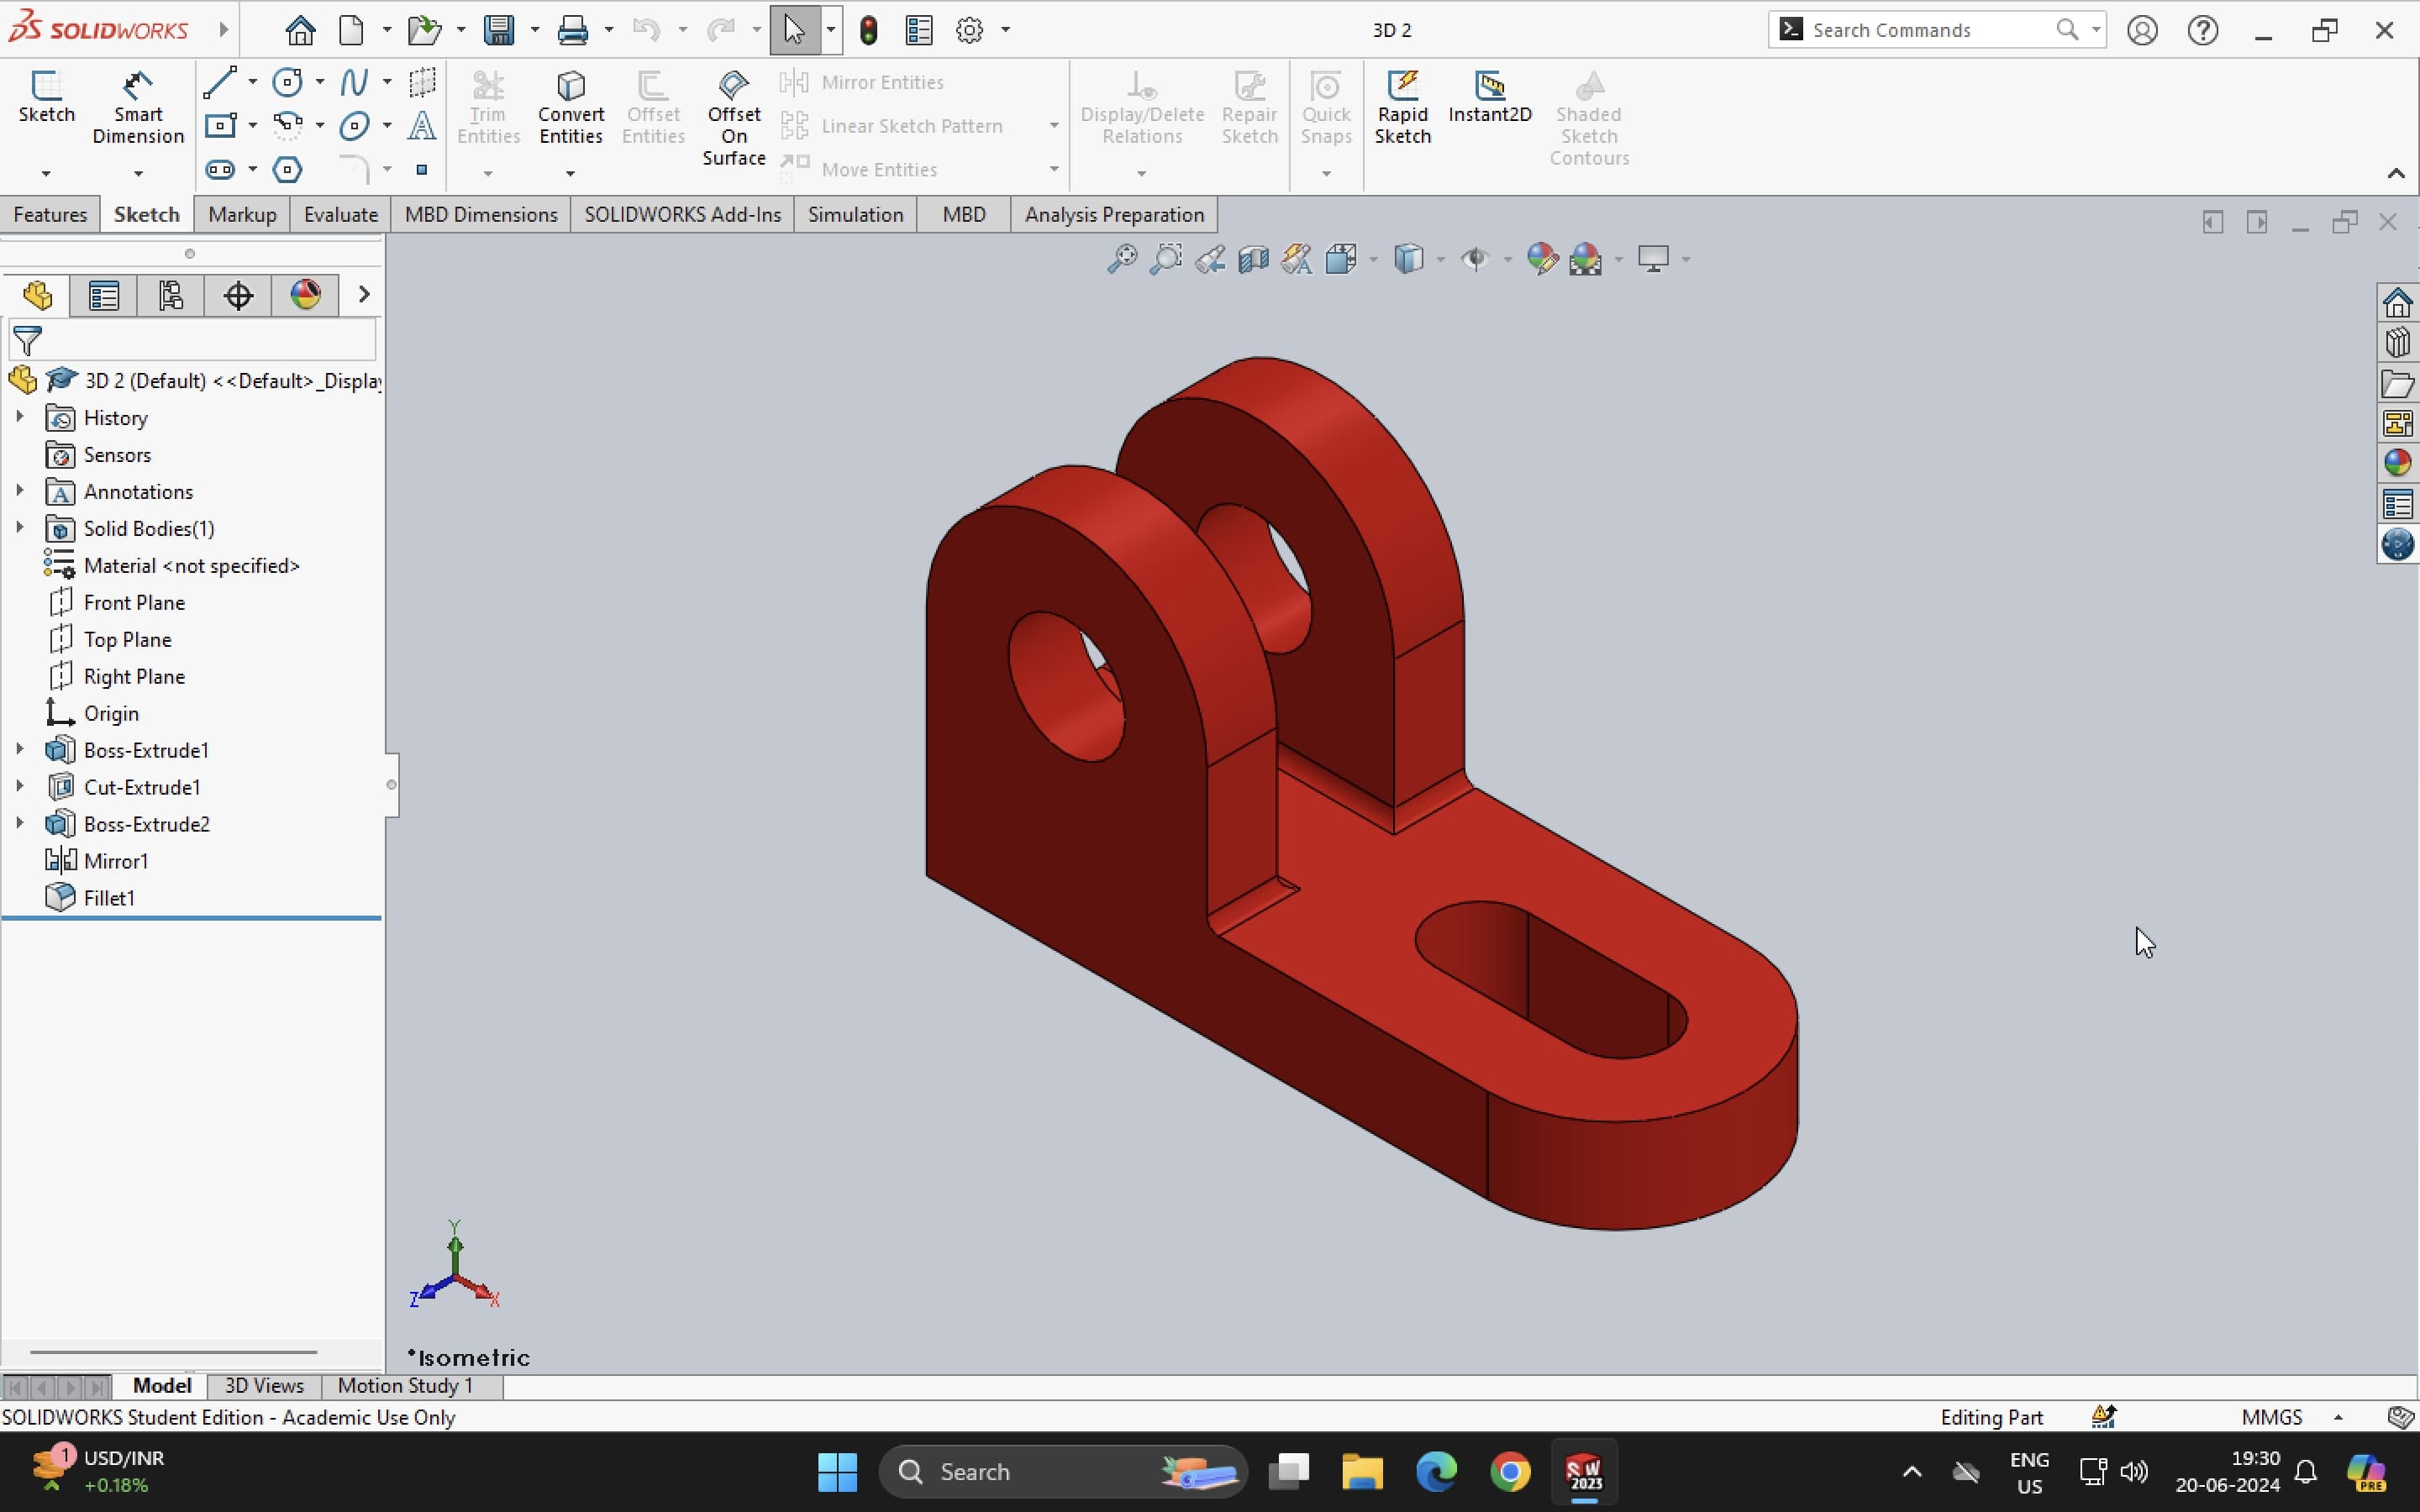 SOLIDWORKS
3D 2
Search Commands
Sketch
Smart Dimension
Trim Entities
Convert Entities
Offset Entities
Offset On Surface
Mirror Entities
Linear Sketch Pattern
Move Entities
Display/Delete Relations
Repair Sketch
Quick Snaps
Rapid Sketch
Instant2D
Shaded Sketch Contours
Features
Sketch
Markup
Evaluate
MBD Dimensions
SOLIDWORKS Add-Ins
Simulation
MBD
Analysis Preparation
3D 2 (Default) <<Default>_Display
History
Sensors
Annotations
Solid Bodies(1)
Material <not specified>
Front Plane
Top Plane
Right Plane
Origin
Boss-Extrude1
Cut-Extrude1
Boss-Extrude2
Mirror1
Fillet1
Y
Z
X
*Isometric
Model
3D Views
Motion Study 1
SOLIDWORKS Student Edition - Academic Use Only
Editing Part
MMGS
1
USD/INR
+0.18%
Search
SW
2023
ENG
US
19:30
20-06-2024
PRE